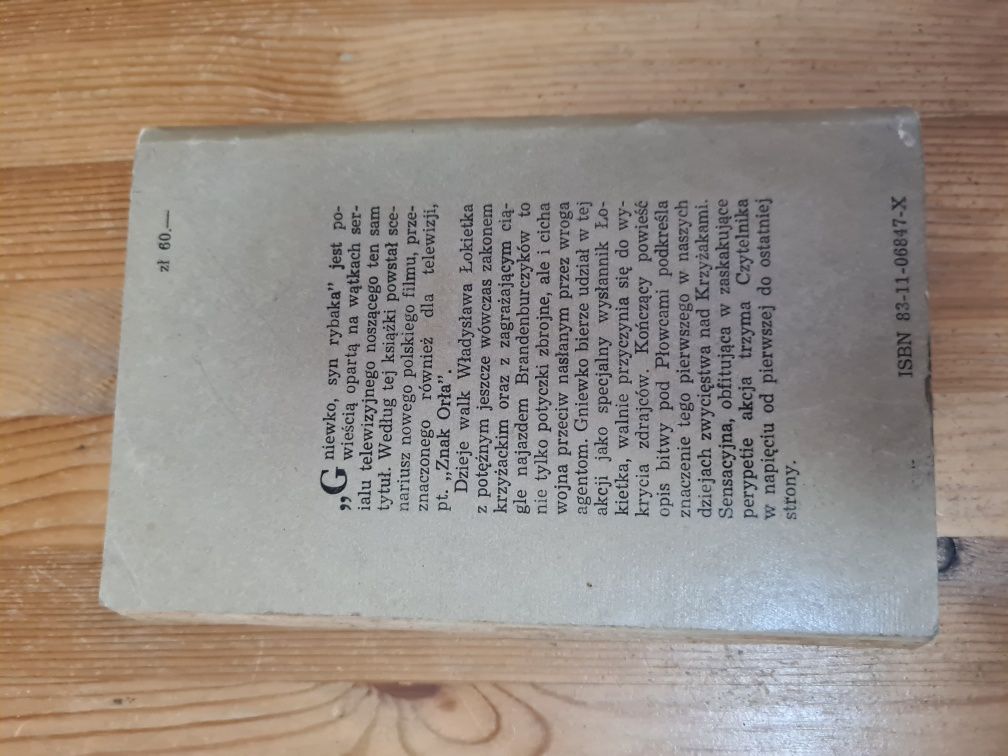 zł 60.—
„Gniewko, syn rybaka” jest po-
wieścią opartą na wątkach ser-
ialu telewizyjnego noszącego ten sam
tytuł. Według tej książki powstał sce-
nariusz nowego polskiego filmu, prze-
znaczonego również dla telewizji,
pt. „Znak Orła”.
Dzieje walk Władysława Łokietka
z potężnym jeszcze wówczas zakonem
krzyżackim oraz z zagrażającym cią-
gle najazdem Brandenburczyków to
nie tylko potyczki zbrojne, ale i cicha
wojna przeciw nasłanym przez wroga
agentom. Gniewko bierze udział w tej
akcji jako specjalny wysłannik Ło-
kietka, walnie przyczynia się do wy-
krycia zdrajców. Kończący powieść
opis bitwy pod Płowcami podkreśla
znaczenie tego pierwszego w naszych
dziejach zwycięstwa nad Krzyżakami.
Sensacyjna, obfitująca w zaskakujące
perypetie akcja trzyma Czytelnika
w napięciu od pierwszej do ostatniej
strony.
ISBN 83-11-06847-X